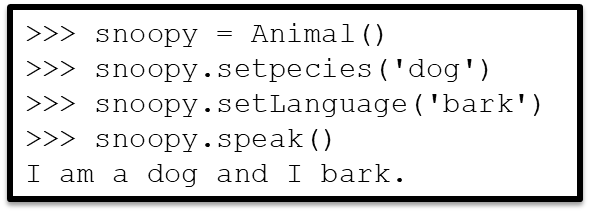 >>> snoopy = Animal()
>>> snoopy.setpecies('dog')
>>> snoopy.setLanguage('bark')
>>> snoopy.speak()
I am a dog and I bark.